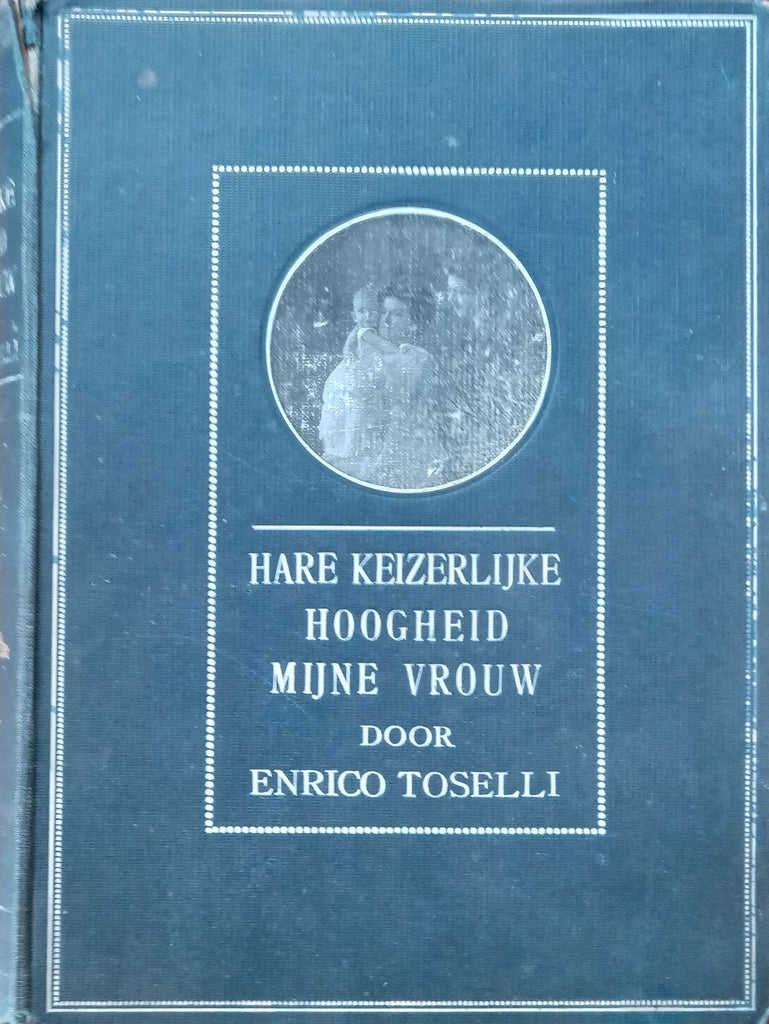 HARE KEIZERLIJKE
HOOGHEID
MIJNE VROUW
DOOR
ENRICO TOSELLI